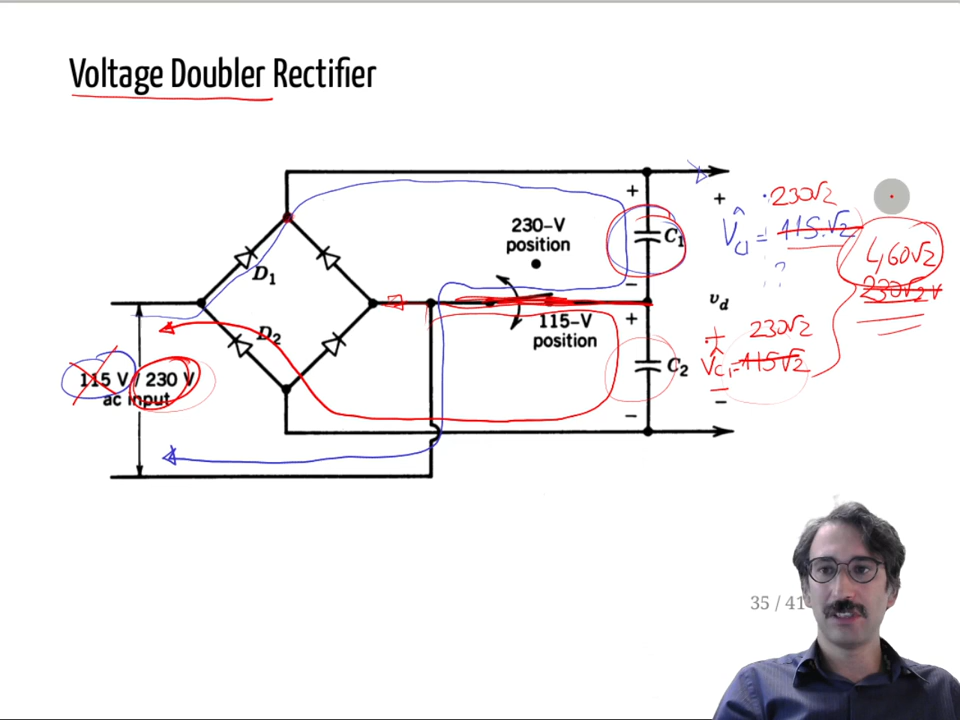 Voltage Doubler Rectifier
230-V
position
115-V
position
D₁
D₂
+
C₁
−
+
C₂
−
+
v_d
−
115 V / 230 V
ac input
230√2
V̂c₁ = 115·√2
?
460√2
230√2 V
+
230√2
V̂c₁ = 115√2
−
35 / 41